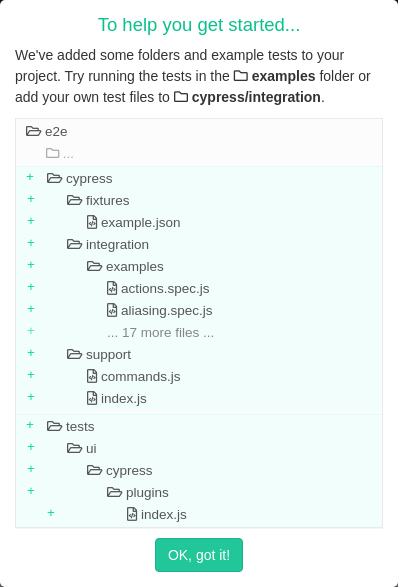 To help you get started...
We've added some folders and example tests to your
project. Try running the tests in the examples folder or
add your own test files to cypress/integration.
e2e
...
+ cypress
+ fixtures
+ example.json
+ integration
+ examples
+ actions.spec.js
+ aliasing.spec.js
+ ... 17 more files ...
+ support
+ commands.js
+ index.js
+ tests
+ ui
+ cypress
+ plugins
+ index.js
OK, got it!